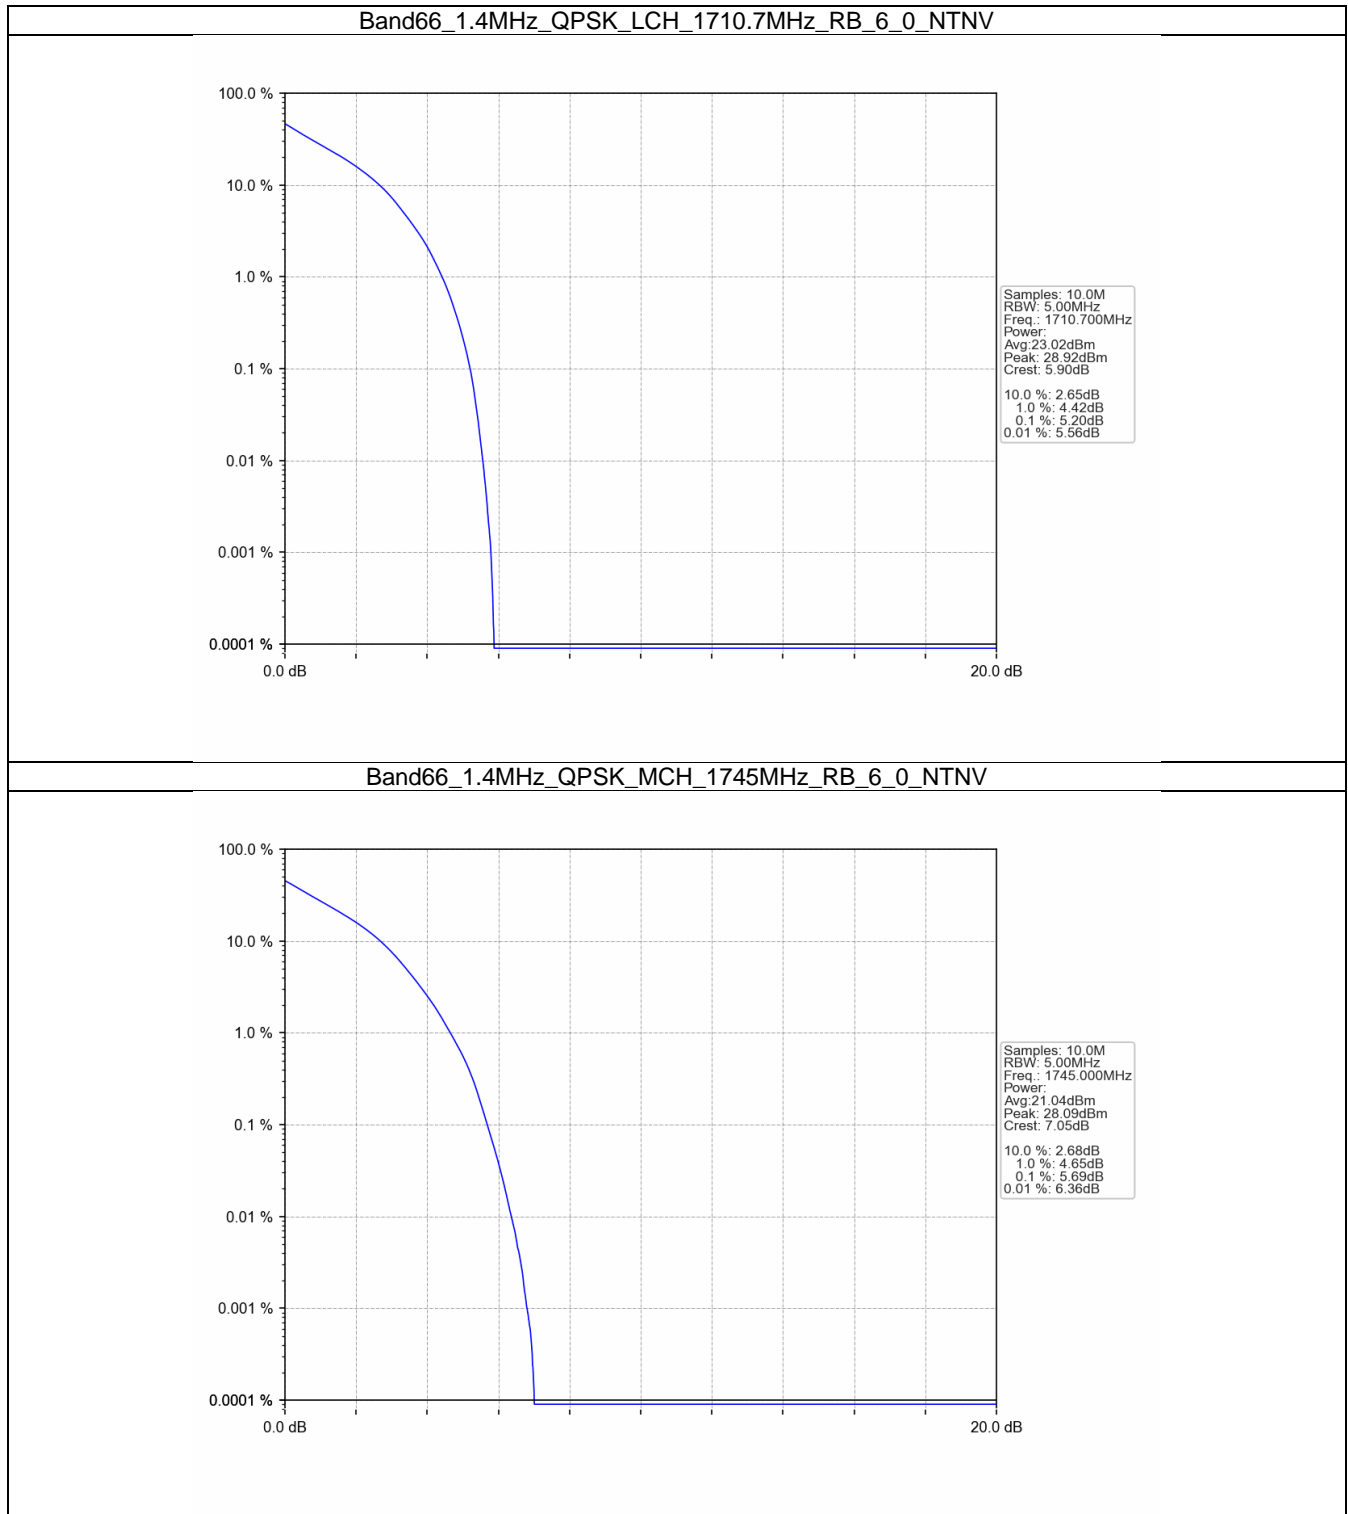 Band66_1.4MHz_QPSK_LCH_1710.7MHz_RB_6_0_NTNV
100.0 %
10.0 %
1.0 %
0.1 %
0.01 %
0.001 %
0.0001 %
0.0 dB
20.0 dB
Samples: 10.0M
RBW: 5.00MHz
Freq.: 1710.700MHz
Power:
Avg:23.02dBm
Peak: 28.92dBm
Crest: 5.90dB
10.0 %: 2.65dB
1.0 %: 4.42dB
0.1 %: 5.20dB
0.01 %: 5.56dB
Band66_1.4MHz_QPSK_MCH_1745MHz_RB_6_0_NTNV
100.0 %
10.0 %
1.0 %
0.1 %
0.01 %
0.001 %
0.0001 %
0.0 dB
20.0 dB
Samples: 10.0M
RBW: 5.00MHz
Freq.: 1745.000MHz
Power:
Avg:21.04dBm
Peak: 28.09dBm
Crest: 7.05dB
10.0 %: 2.68dB
1.0 %: 4.65dB
0.1 %: 5.69dB
0.01 %: 6.36dB